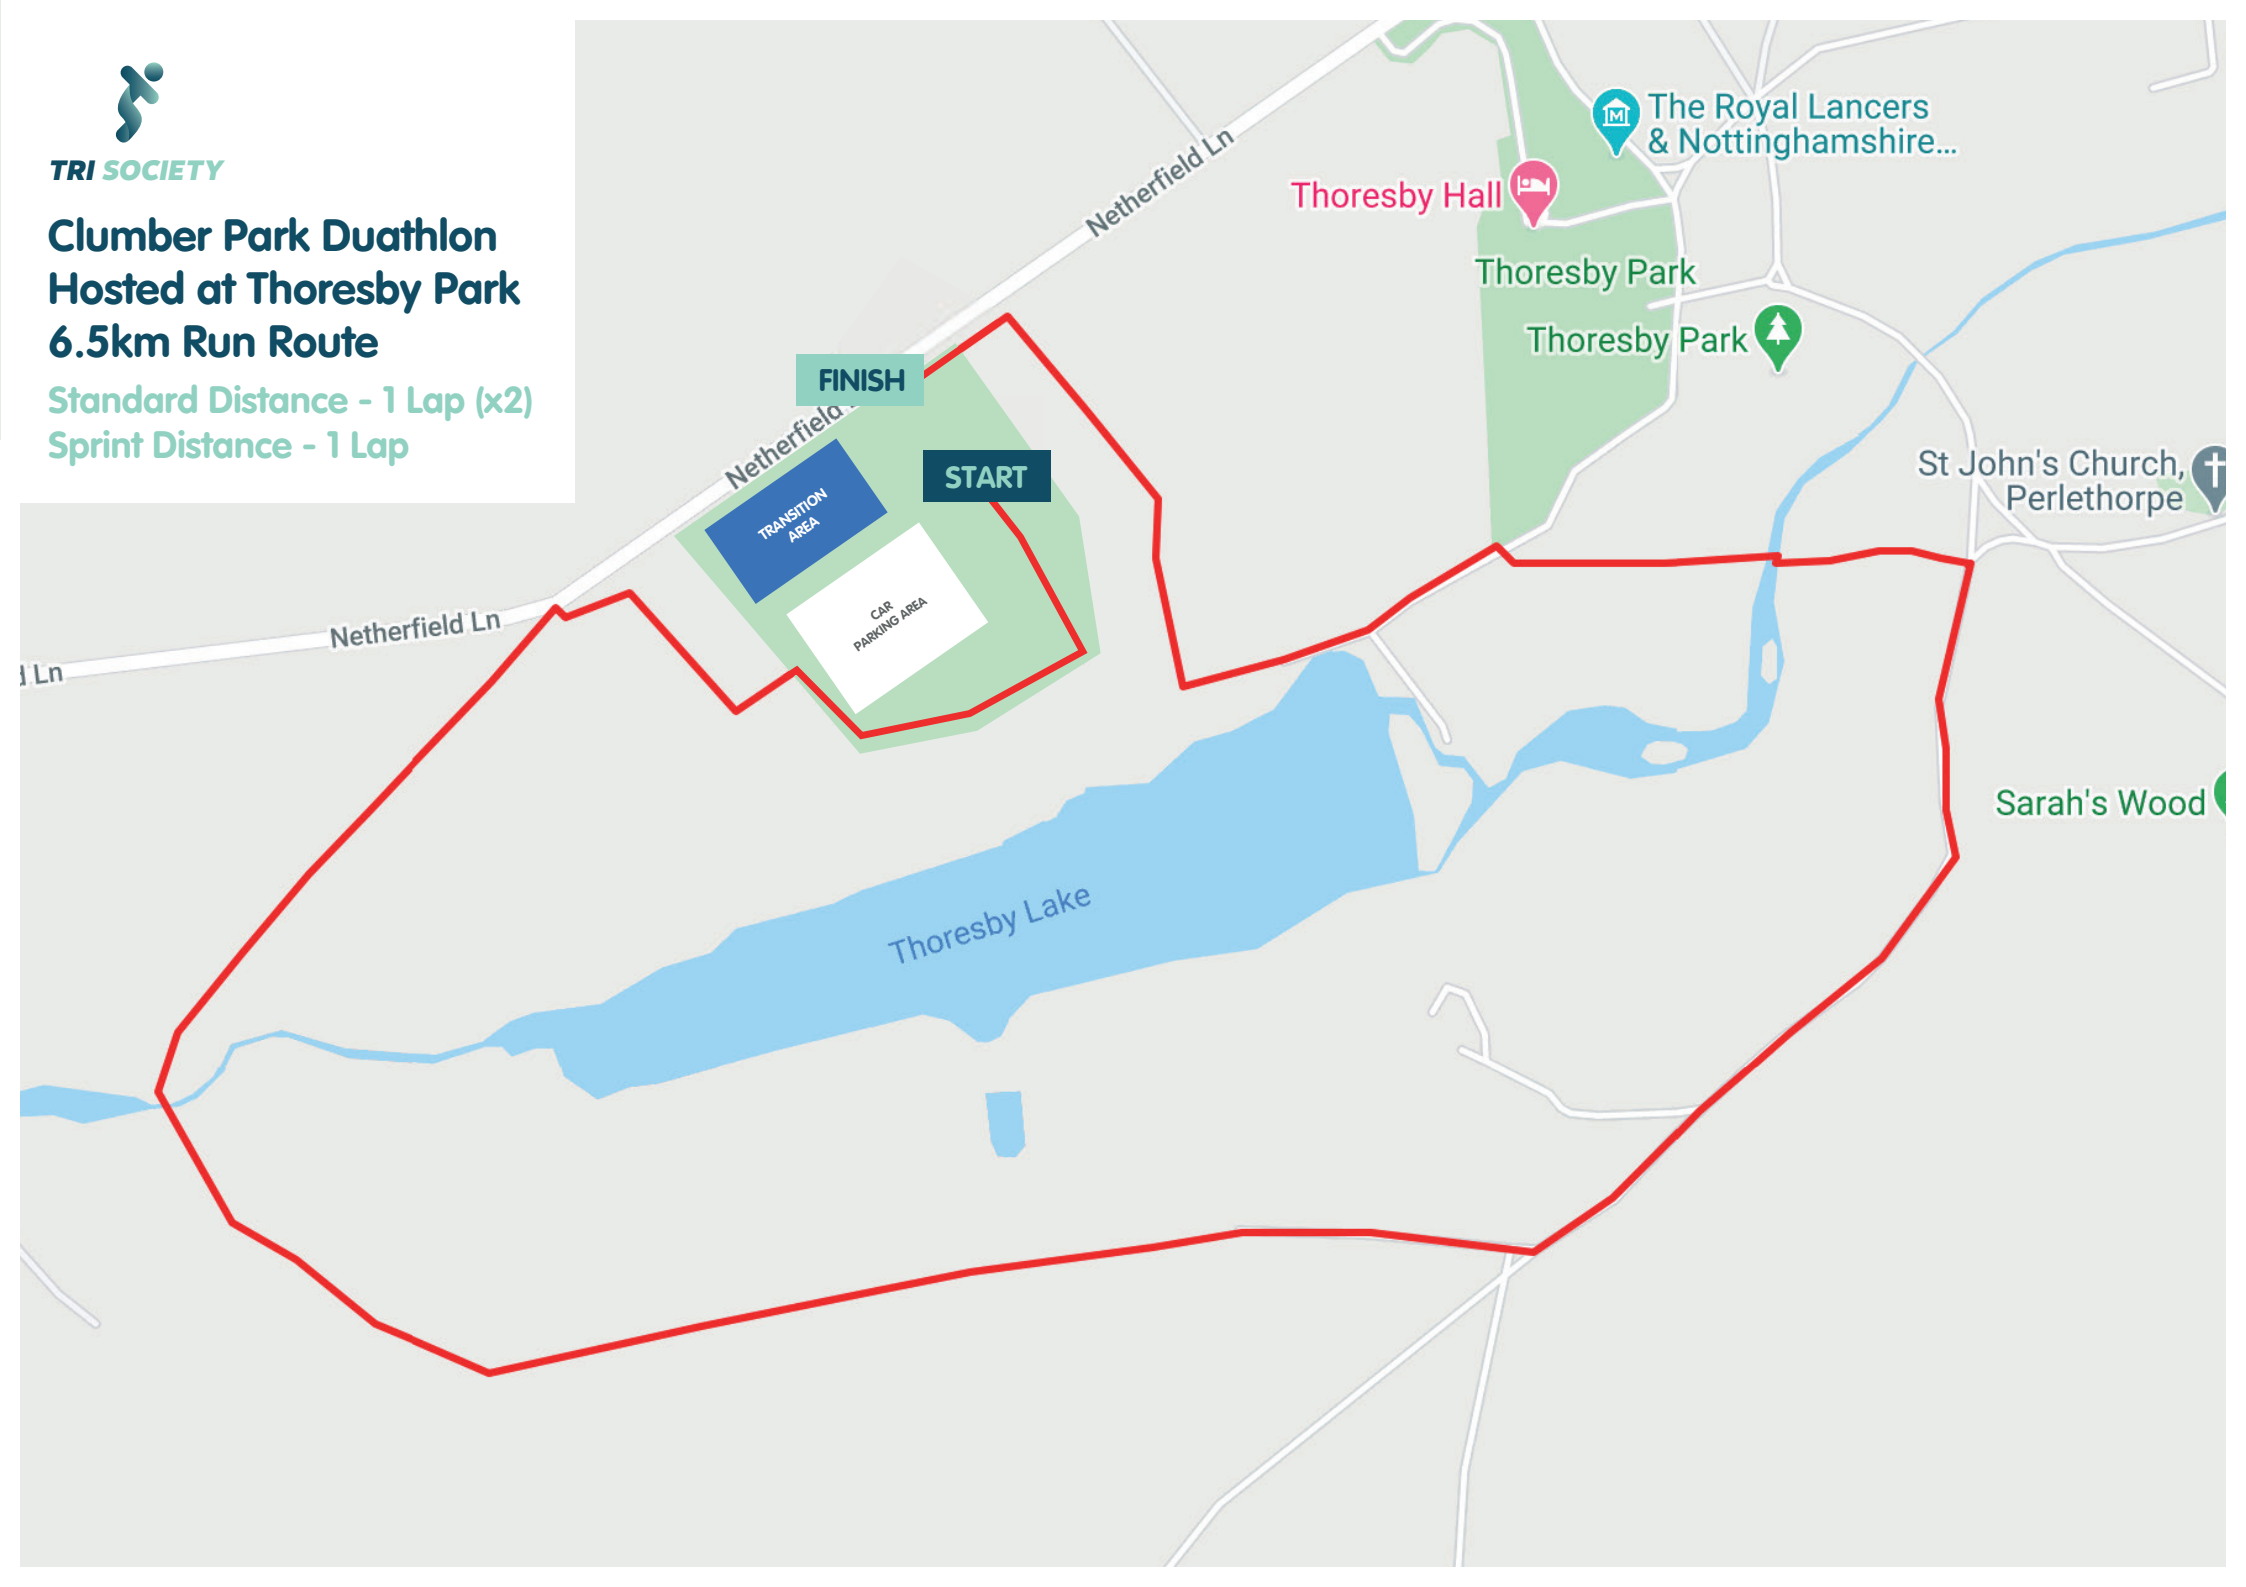 TRI SOCIETY
Clumber Park Duathlon
Hosted at Thoresby Park
6.5km Run Route
Standard Distance - 1 Lap (x2)
Sprint Distance - 1 Lap
Netherfield Ln
The Royal Lancers
& Nottinghamshire...
Thoresby Hall
Thoresby Park
Thoresby Park
FINISH
Netherfield
START
St John's Church,
Perlethorpe
TRANSITION
AREA
CAR
PARKING AREA
Netherfield Ln
Ln
Sarah's Wood
Thoresby Lake